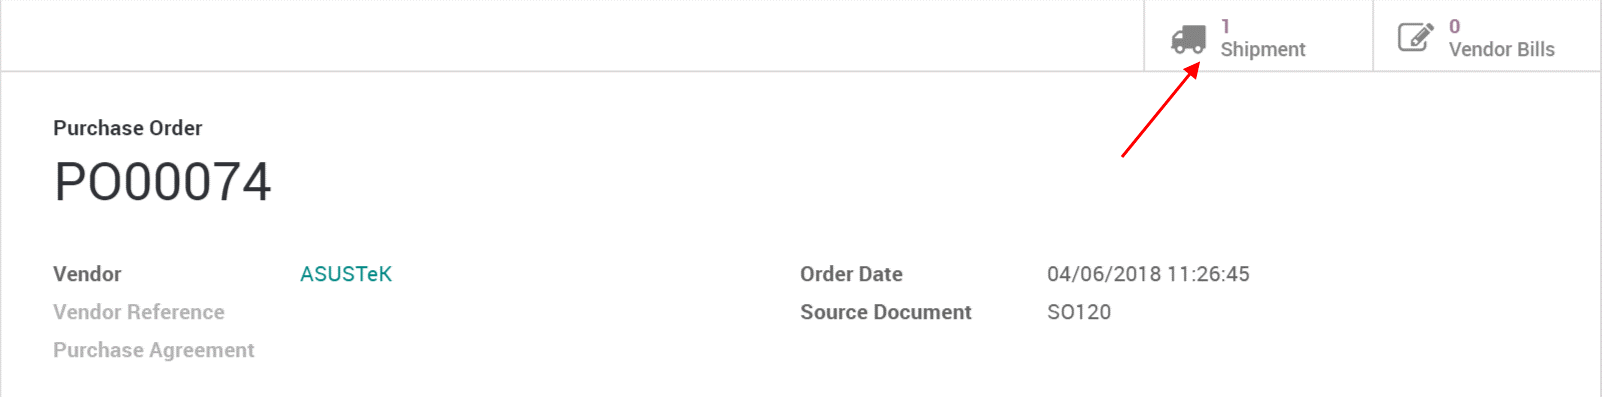 1
Shipment
0
Vendor Bills
Purchase Order
PO00074
Vendor ASUSTeK
Order Date 04/06/2018 11:26:45
Vendor Reference
Source Document SO120
Purchase Agreement